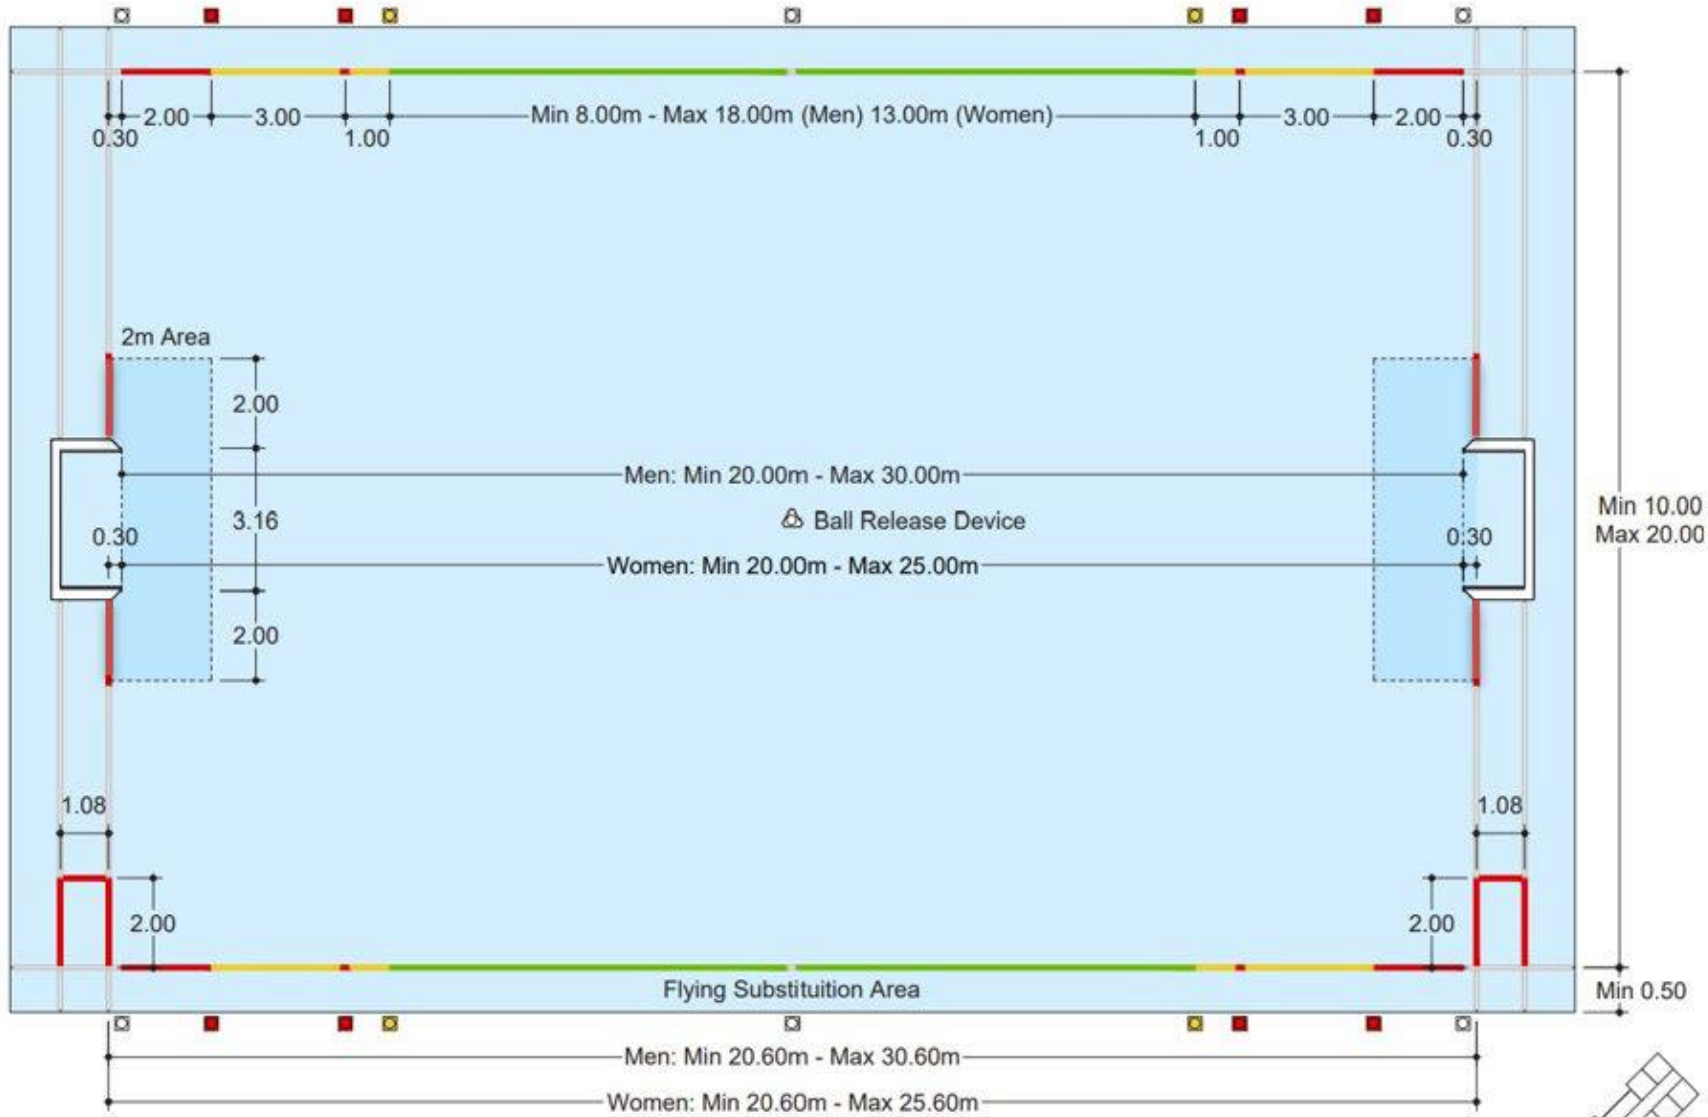 2.00
3.00
Min 8.00m - Max 18.00m (Men) 13.00m (Women)
3.00
2.00
0.30
1.00
1.00
0.30
2m Area
2.00
Men: Min 20.00m - Max 30.00m
3.16
Ball Release Device
Min 10.00
Max 20.00
0.30
0.30
Women: Min 20.00m - Max 25.00m
2.00
1.08
1.08
2.00
2.00
Flying Substituition Area
Min 0.50
Men: Min 20.60m - Max 30.60m
Women: Min 20.60m - Max 25.60m